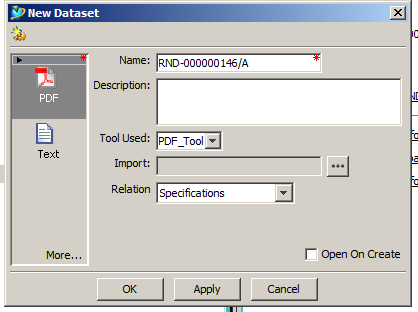 New Dataset
PDF
Text
More...
Name: RND-000000146/A
Description:
Tool Used: PDF_Tool
Import: ...
Relation Specifications
Open On Create
OK Apply Cancel